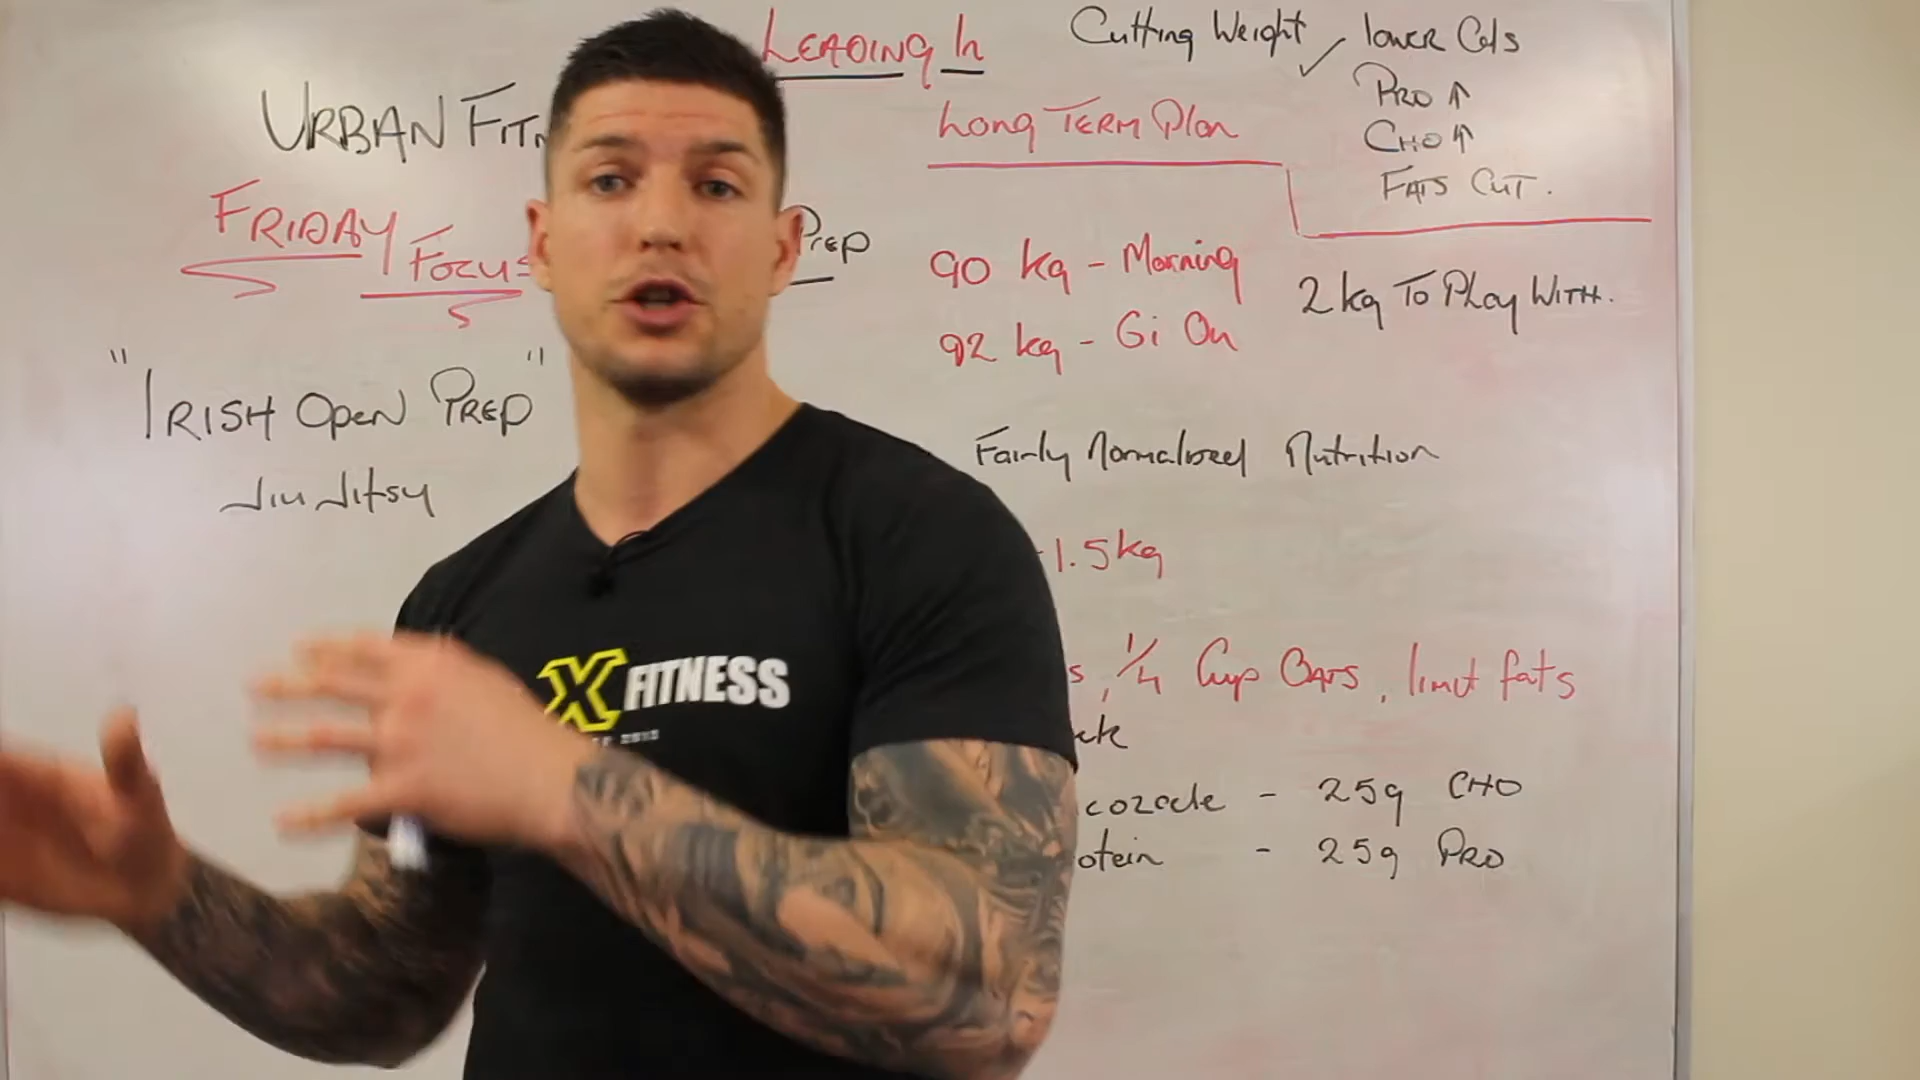 LEADING In
Cutting Weight ✓ lower Cals
PRO ↑
CHO ↑
FATS CUT.
URBAN FITN
Long TERM Plan
FRIDAY
FOCUS
PREP
90 kg - Morning
92 kg - Gi On
2 kg To Play WITH.
"IRISH OPEN PREP"
Jiu Jitsu
Fairly Normalised Nutrition
1.5kg
s, 1/4 Cup OATS, limit fats
cozade - 25g CHO
otein - 25g PRO
X FITNESS